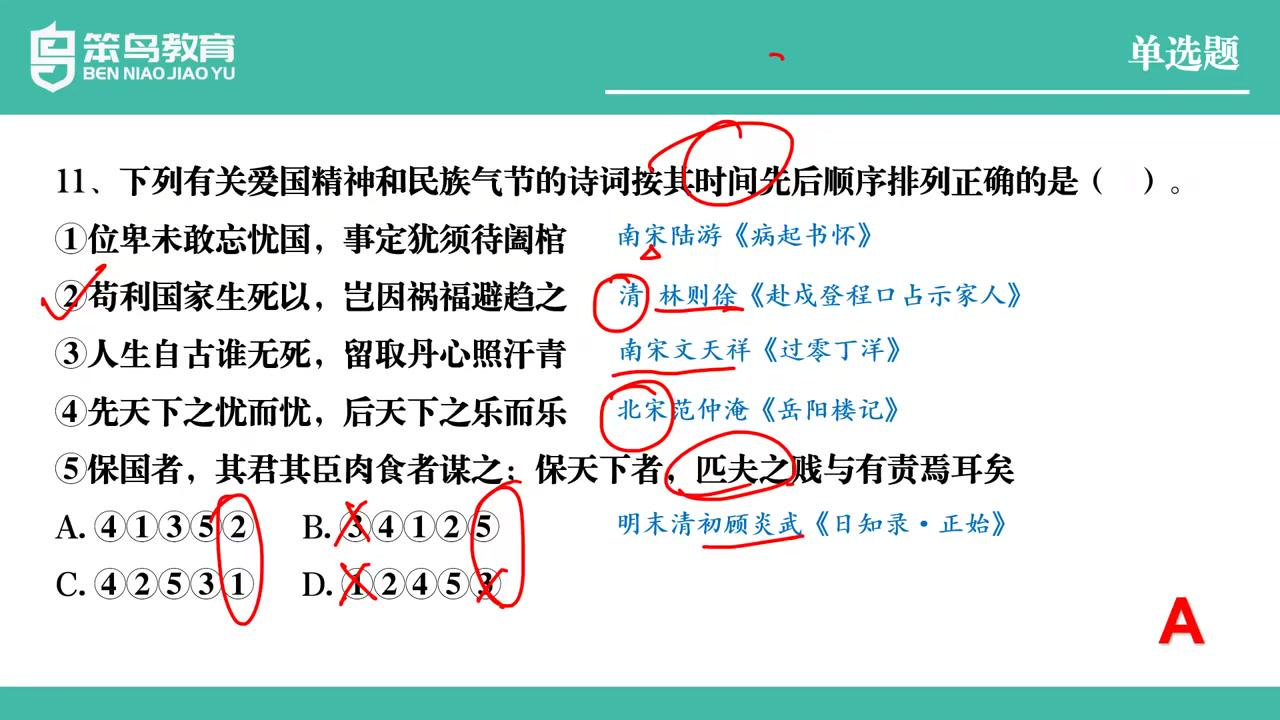 笨鸟教育
BEN NIAO JIAO YU
单选题
11、下列有关爱国精神和民族气节的诗词按其时间先后顺序排列正确的是（ ）。
①位卑未敢忘忧国，事定犹须待阖棺 南宋陆游《病起书怀》
②苟利国家生死以，岂因祸福避趋之 清 林则徐《赴戍登程口占示家人》
③人生自古谁无死，留取丹心照汗青 南宋文天祥《过零丁洋》
④先天下之忧而忧，后天下之乐而乐 北宋范仲淹《岳阳楼记》
⑤保国者，其君其臣肉食者谋之；保天下者，匹夫之贱与有责焉耳矣
A. ④①③⑤② B. ③④①②⑤ 明末清初顾炎武《日知录·正始》
C. ④②⑤③① D. ①②④⑤③
A